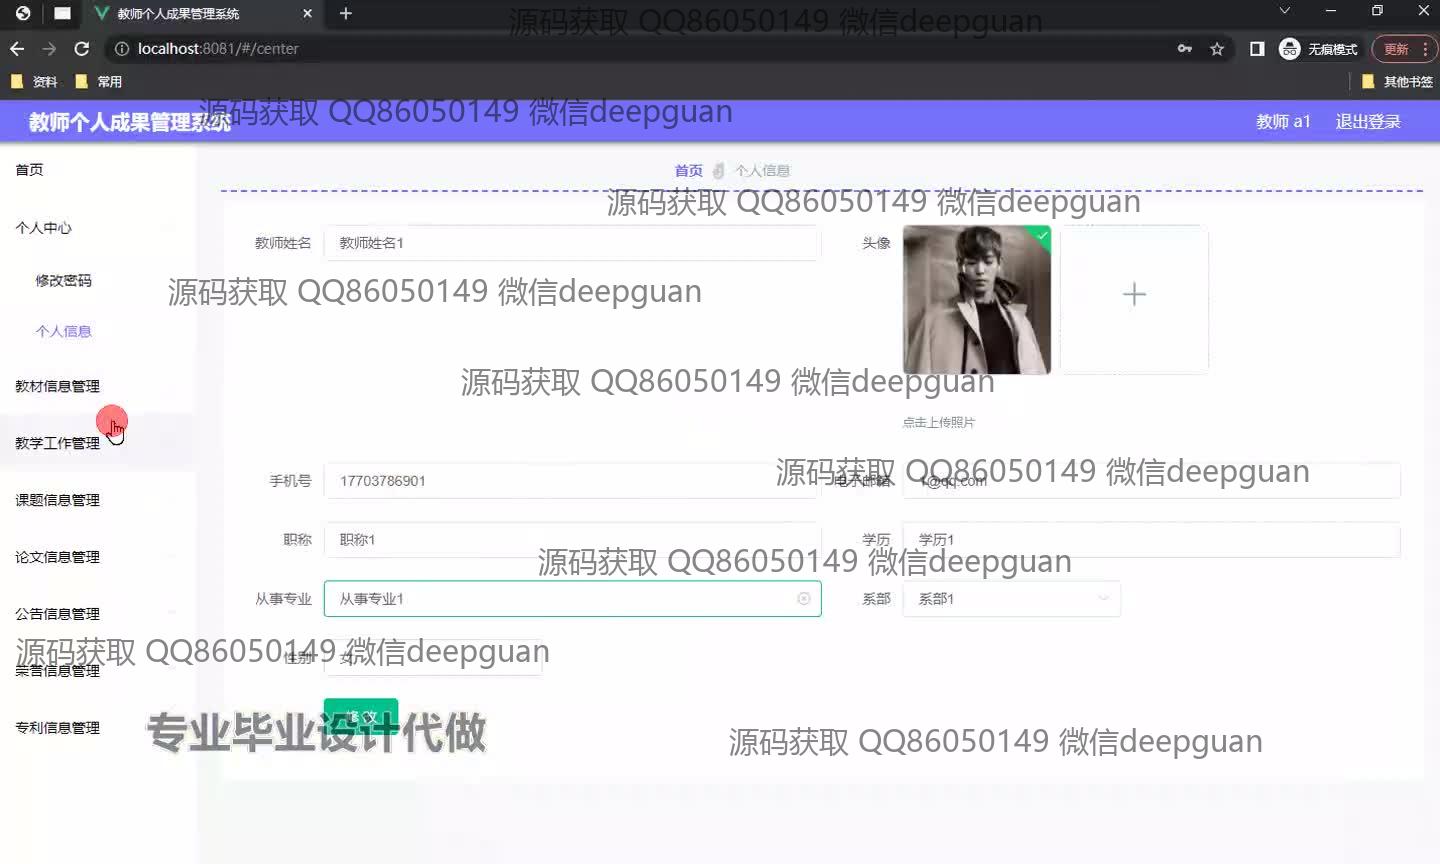 教师个人成果管理系统
源码获取 QQ86050149 微信deepguan
localhost:8081/#/center
无痕模式
更新
资料
常用
其他书签
源码获取 QQ86050149 微信deepguan
教师个人成果管理系统
教师 a1
退出登录
首页
首页 个人信息
源码获取 QQ86050149 微信deepguan
个人中心
教师姓名 教师姓名1
头像
修改密码
源码获取 QQ86050149 微信deepguan
个人信息
教材信息管理
源码获取 QQ86050149 微信deepguan
点击上传照片
教学工作管理
源码获取 QQ86050149 微信deepguan
手机号 17703786901
电子邮箱 1@qq.com
课题信息管理
职称 职称1
学历 学历1
论文信息管理
源码获取 QQ86050149 微信deepguan
从事专业 从事专业1
系部 系部1
公告信息管理
源码获取 QQ86050149 微信deepguan
性别 女
荣誉信息管理
修改
专利信息管理
专业毕业设计代做
源码获取 QQ86050149 微信deepguan